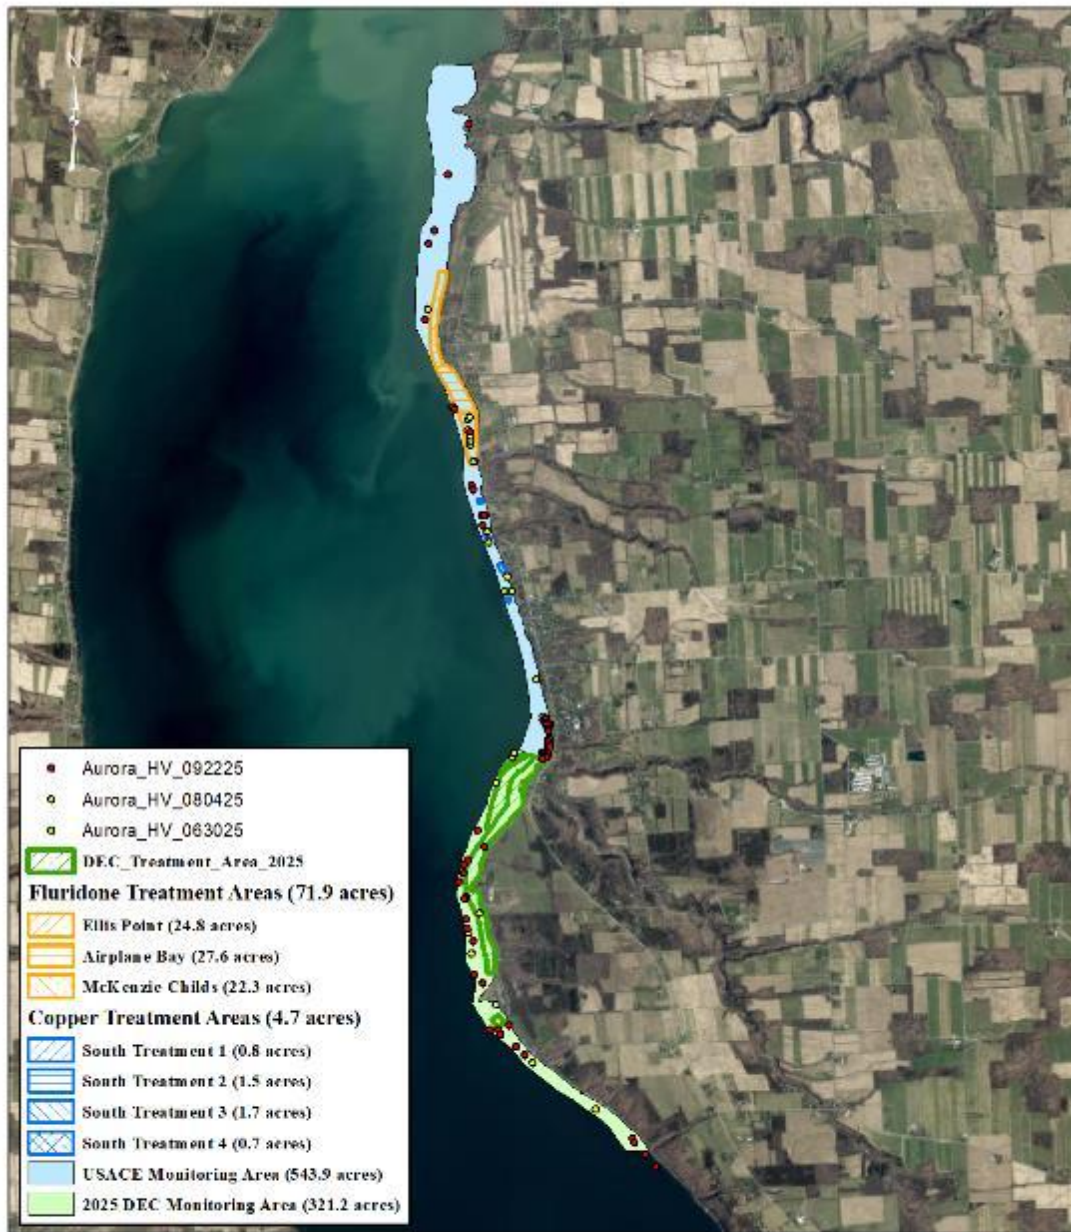 Aurora_HV_092225
Aurora_HV_080425
Aurora_HV_063025
DEC_Treatment_Area_2025
Fluridone Treatment Areas (71.9 acres)
Ellis Point (24.8 acres)
Airplane Bay (27.6 acres)
McKenzie Childs (22.3 acres)
Copper Treatment Areas (4.7 acres)
South Treatment 1 (0.8 acres)
South Treatment 2 (1.5 acres)
South Treatment 3 (1.7 acres)
South Treatment 4 (0.7 acres)
USACE Monitoring Area (543.9 acres)
2025 DEC Monitoring Area (321.2 acres)